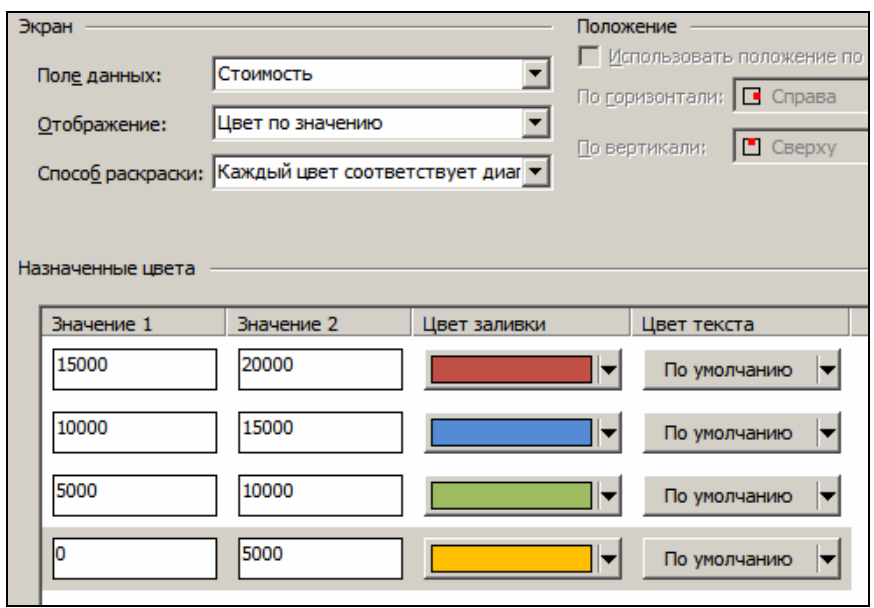 Экран
Положение
Поле данных: Стоимость
Использовать положение по
Отображение: Цвет по значению
По горизонтали: Справа
Способ раскраски: Каждый цвет соответствует диаг
По вертикали: Сверху
Назначенные цвета
Значение 1 Значение 2 Цвет заливки Цвет текста
15000 20000 По умолчанию
10000 15000 По умолчанию
5000 10000 По умолчанию
0 5000 По умолчанию